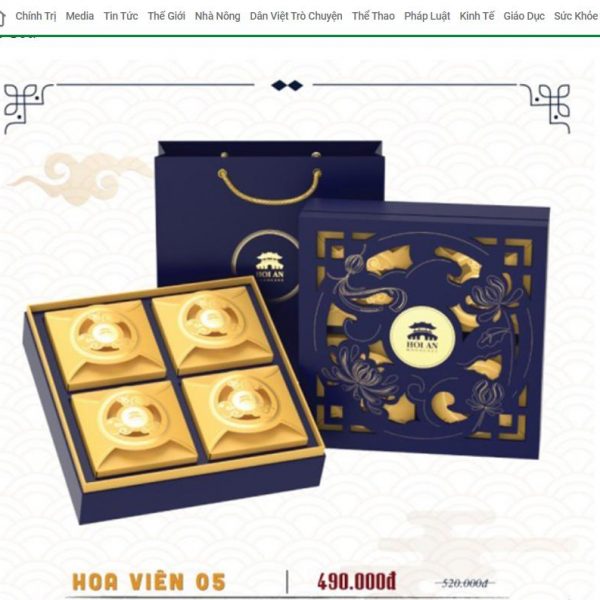 Chính Trị Media Tin Tức Thế Giới Nhà Nông Dân Việt Trò Chuyện Thể Thao Pháp Luật Kinh Tế Giáo Dục Sức Khỏe
HOI AN
HOI AN
HOA VIÊN 05 | 490.000đ 520.000đ